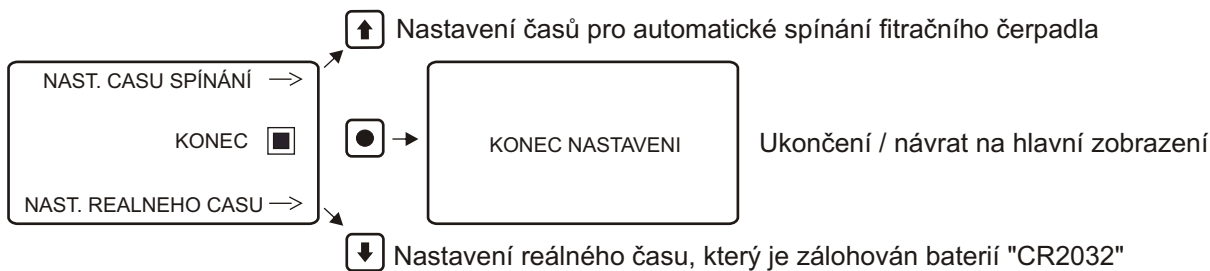 Nastavení časů pro automatické spínání fitračního čerpadla
NAST. CASU SPÍNÁNÍ
KONEC
KONEC NASTAVENI
Ukončení / návrat na hlavní zobrazení
NAST. REALNEHO CASU
Nastavení reálného času, který je zálohován baterií "CR2032"